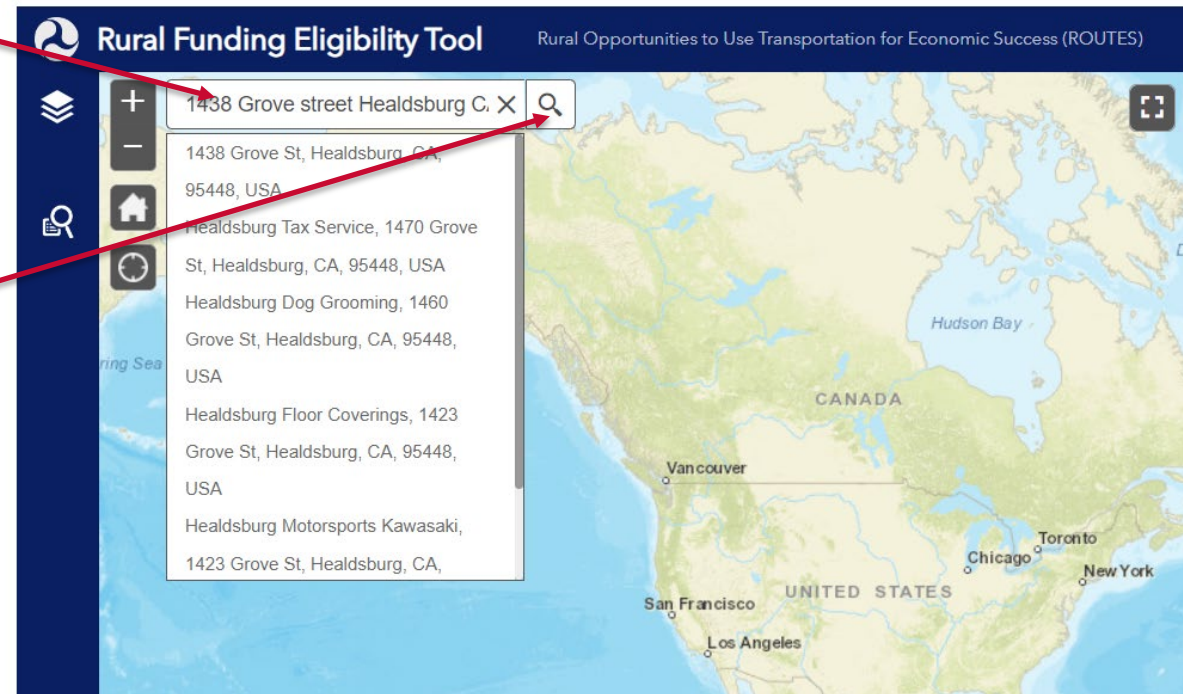 Rural Funding Eligibility Tool
Rural Opportunities to Use Transportation for Economic Success (ROUTES)
1438 Grove street Healdsburg C
1438 Grove St, Healdsburg, CA,
95448, USA
Healdsburg Tax Service, 1470 Grove
St, Healdsburg, CA, 95448, USA
Healdsburg Dog Grooming, 1460
Grove St, Healdsburg, CA, 95448,
USA
Healdsburg Floor Coverings, 1423
Grove St, Healdsburg, CA, 95448,
USA
Healdsburg Motorsports Kawasaki,
1423 Grove St, Healdsburg, CA,
ring Sea
Hudson Bay
CANADA
Vancouver
Toronto
Chicago
New York
UNITED STATES
San Francisco
Los Angeles